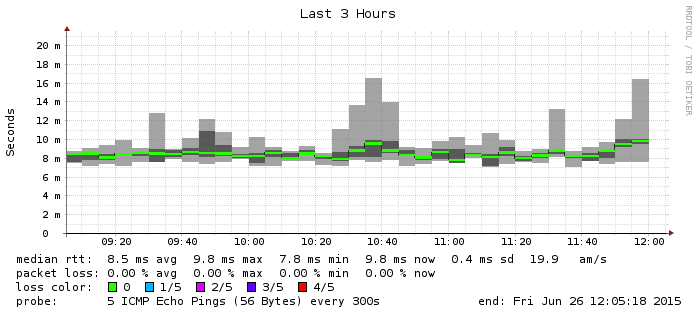 Last 3 Hours
RRDTOOL / TOBI OETIKER
Seconds
20 m
18 m
16 m
14 m
12 m
10 m
8 m
6 m
4 m
2 m
0
09:20 09:40 10:00 10:20 10:40 11:00 11:20 11:40 12:00
median rtt: 8.5 ms avg 9.8 ms max 7.8 ms min 9.8 ms now 0.4 ms sd 19.9 am/s
packet loss: 0.00 % avg 0.00 % max 0.00 % min 0.00 % now
loss color: 0 1/5 2/5 3/5 4/5
probe: 5 ICMP Echo Pings (56 Bytes) every 300s end: Fri Jun 26 12:05:18 2015